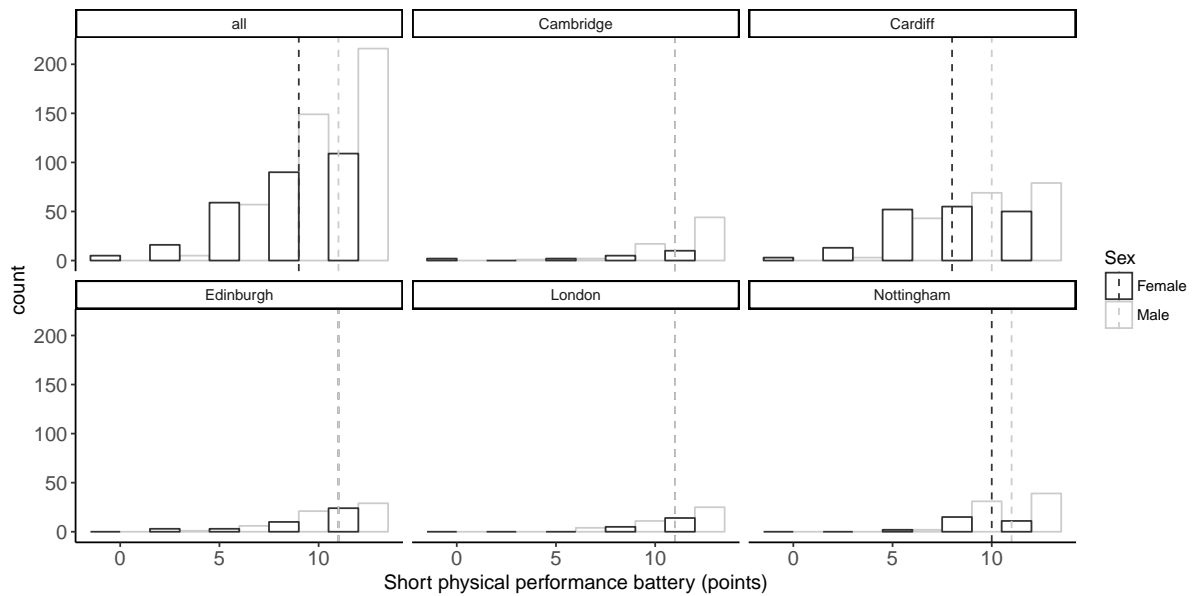 all Cambridge Cardiff
200
150
100
50
0
Edinburgh London Nottingham
200
150
100
50
0
0 5 10 0 5 10 0 5 10
Short physical performance battery (points)
count
Sex
Female
Male